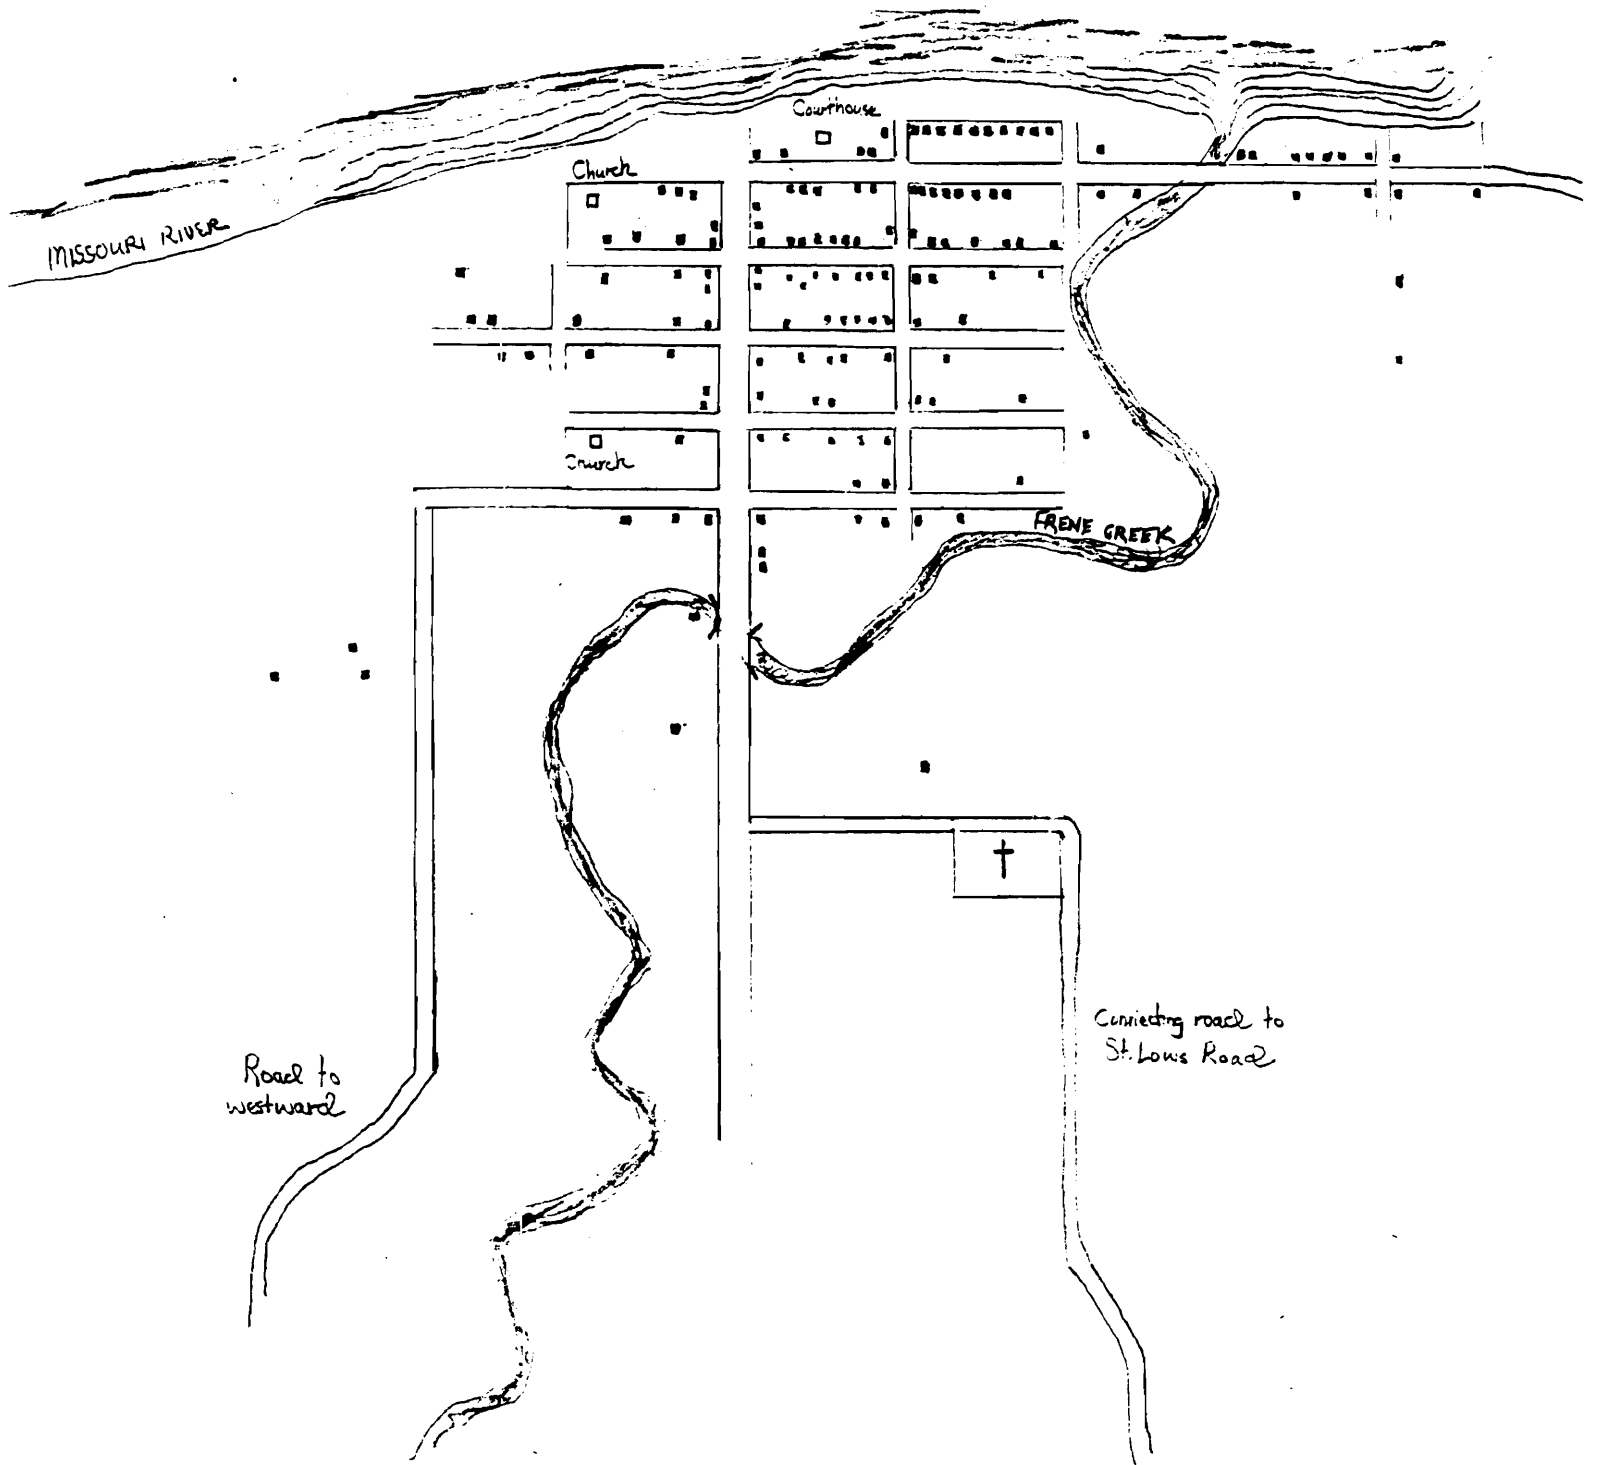 Courthouse
Church
MISSOURI RIVER
Church
FRENE CREEK
Connecting road to
St. Louis Road
Road to
westward